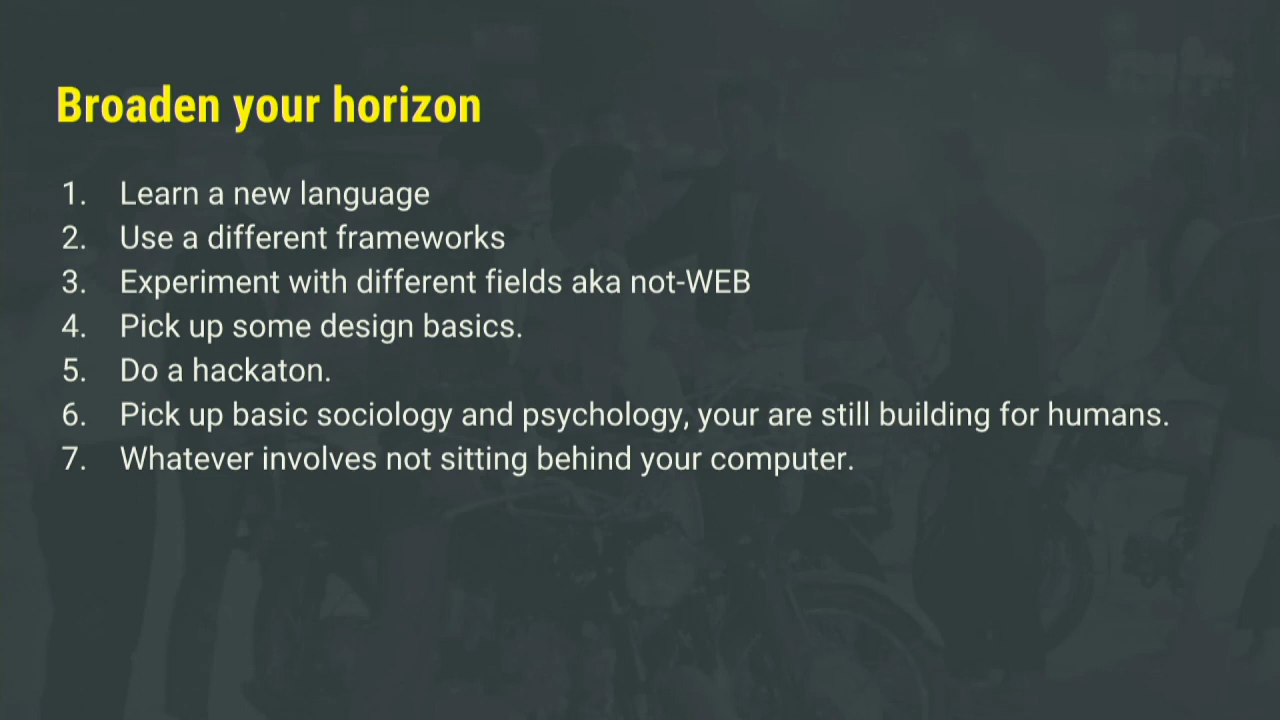 Broaden your horizon
1. Learn a new language
2. Use a different frameworks
3. Experiment with different fields aka not-WEB
4. Pick up some design basics.
5. Do a hackaton.
6. Pick up basic sociology and psychology, your are still building for humans.
7. Whatever involves not sitting behind your computer.